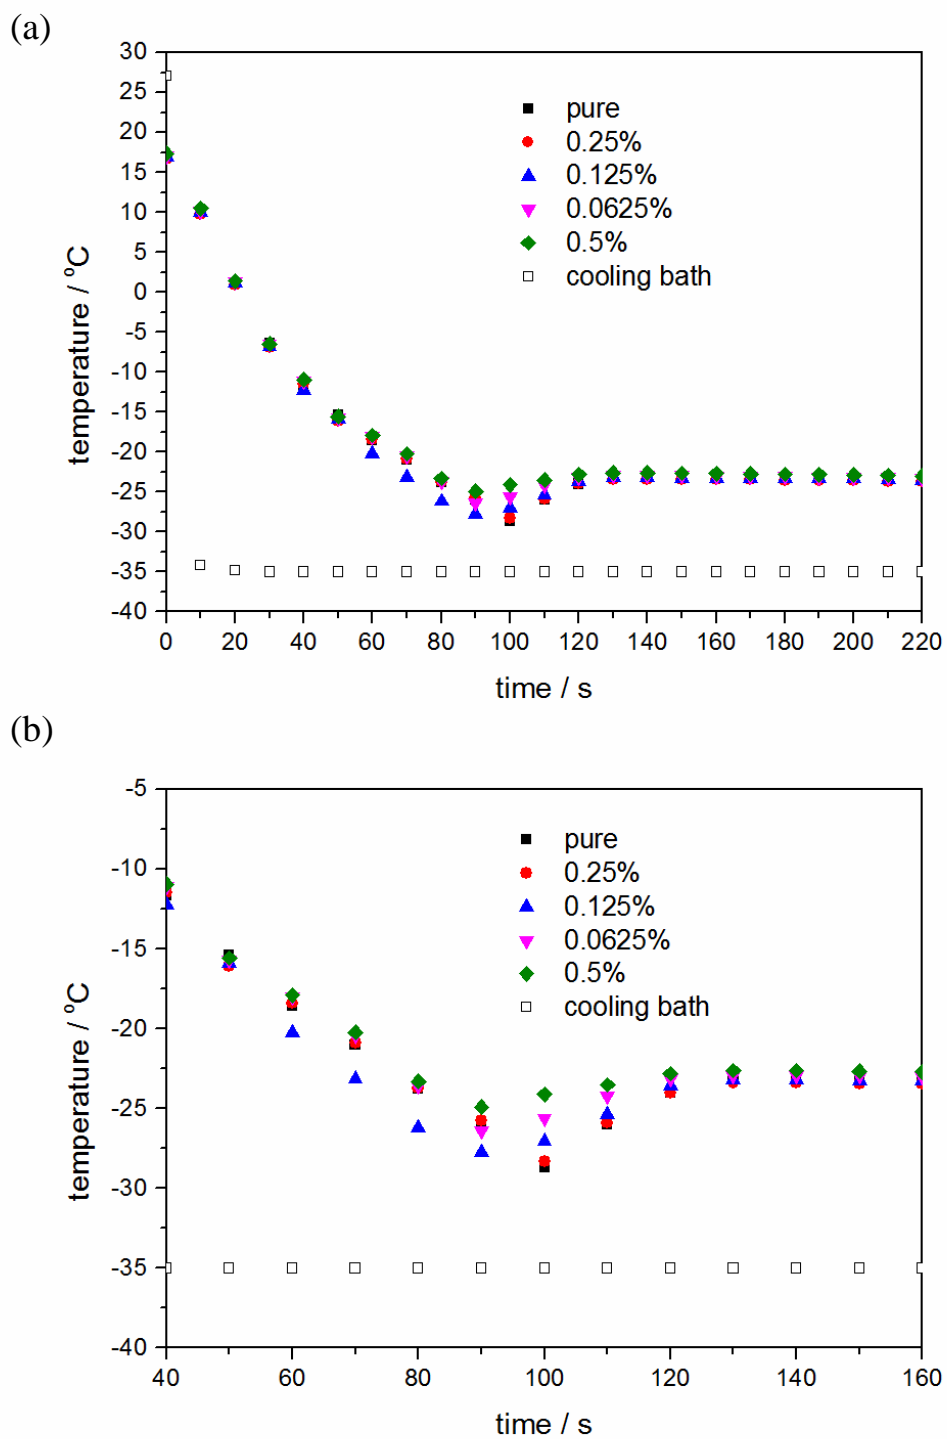 (a)
30
25
20
15
10
5
0
-5
-10
-15
-20
-25
-30
-35
-40
temperature / °C
pure
0.25%
0.125%
0.0625%
0.5%
cooling bath
0 20 40 60 80 100 120 140 160 180 200 220
time / s
(b)
-5
-10
-15
-20
-25
-30
-35
-40
temperature / °C
pure
0.25%
0.125%
0.0625%
0.5%
cooling bath
40 60 80 100 120 140 160
time / s